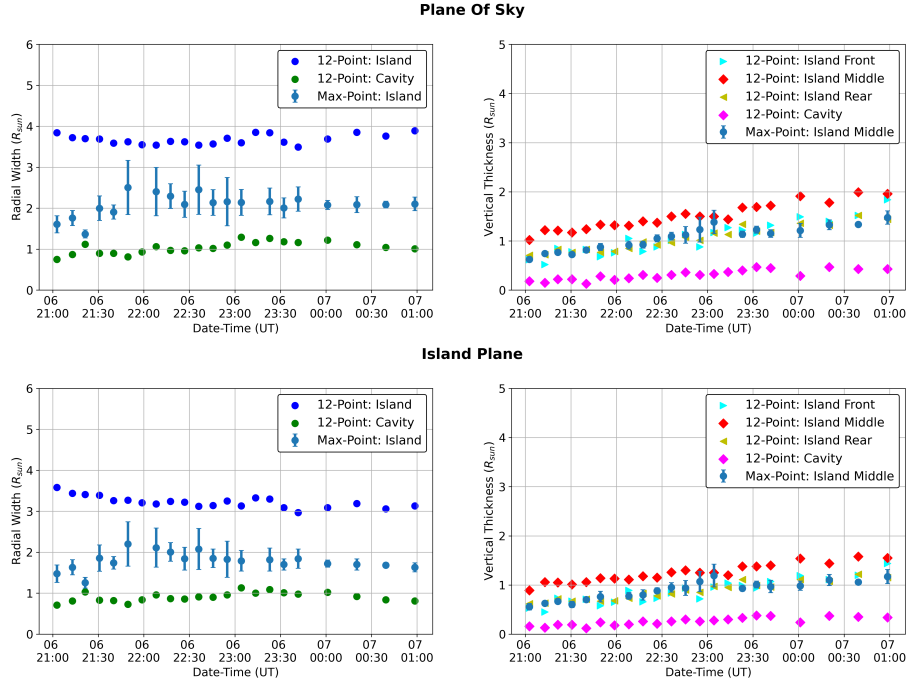 Plane Of Sky
6
5
4
3
2
1
0
Radial Width (R_sun)
12-Point: Island
12-Point: Cavity
Max-Point: Island
06 06 06 06 06 06 07 07 07
21:00 21:30 22:00 22:30 23:00 23:30 00:00 00:30 01:00
Date-Time (UT)
5
4
3
2
1
0
Vertical Thickness (R_sun)
12-Point: Island Front
12-Point: Island Middle
12-Point: Island Rear
12-Point: Cavity
Max-Point: Island Middle
06 06 06 06 06 06 07 07 07
21:00 21:30 22:00 22:30 23:00 23:30 00:00 00:30 01:00
Date-Time (UT)
Island Plane
6
5
4
3
2
1
0
Radial Width (R_sun)
12-Point: Island
12-Point: Cavity
Max-Point: Island
06 06 06 06 06 06 07 07 07
21:00 21:30 22:00 22:30 23:00 23:30 00:00 00:30 01:00
Date-Time (UT)
5
4
3
2
1
0
Vertical Thickness (R_sun)
12-Point: Island Front
12-Point: Island Middle
12-Point: Island Rear
12-Point: Cavity
Max-Point: Island Middle
06 06 06 06 06 06 07 07 07
21:00 21:30 22:00 22:30 23:00 23:30 00:00 00:30 01:00
Date-Time (UT)